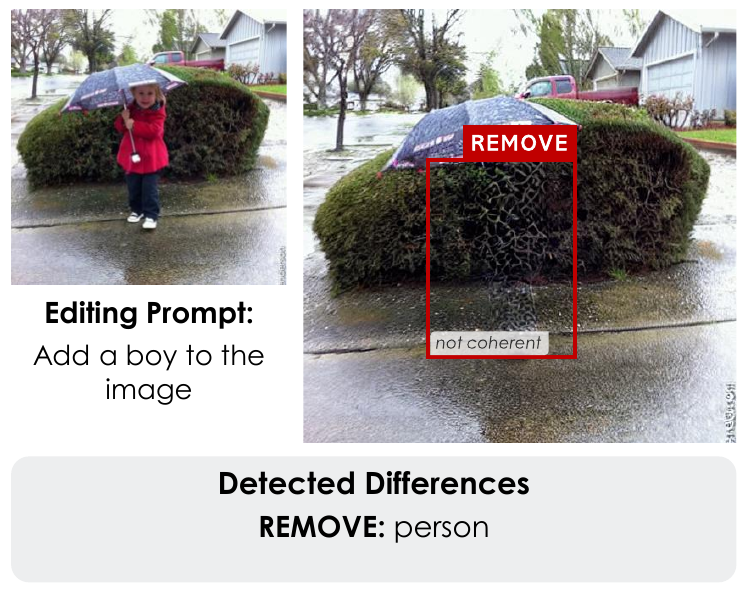 Editing Prompt:
Add a boy to the
image
REMOVE
not coherent
Detected Differences
REMOVE: person